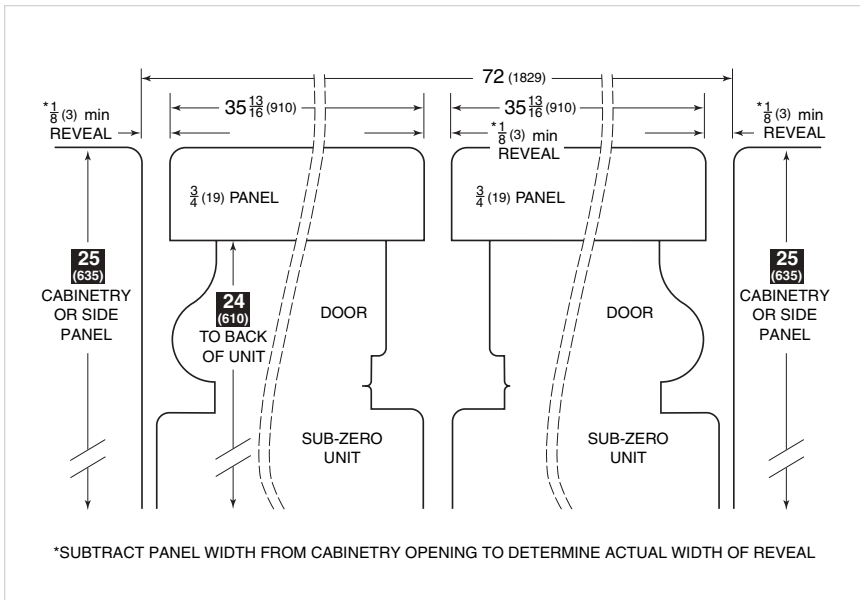 72 (1829)
35 13/16 (910)
35 13/16 (910)
*1/8 (3) min
REVEAL
*1/8 (3) min
REVEAL
*1/8 (3) min
REVEAL
3/4 (19) PANEL
3/4 (19) PANEL
25
(635)
CABINETRY
OR SIDE
PANEL
24
(610)
TO BACK
OF UNIT
DOOR
DOOR
25
(635)
CABINETRY
OR SIDE
PANEL
SUB-ZERO
UNIT
SUB-ZERO
UNIT
*SUBTRACT PANEL WIDTH FROM CABINETRY OPENING TO DETERMINE ACTUAL WIDTH OF REVEAL